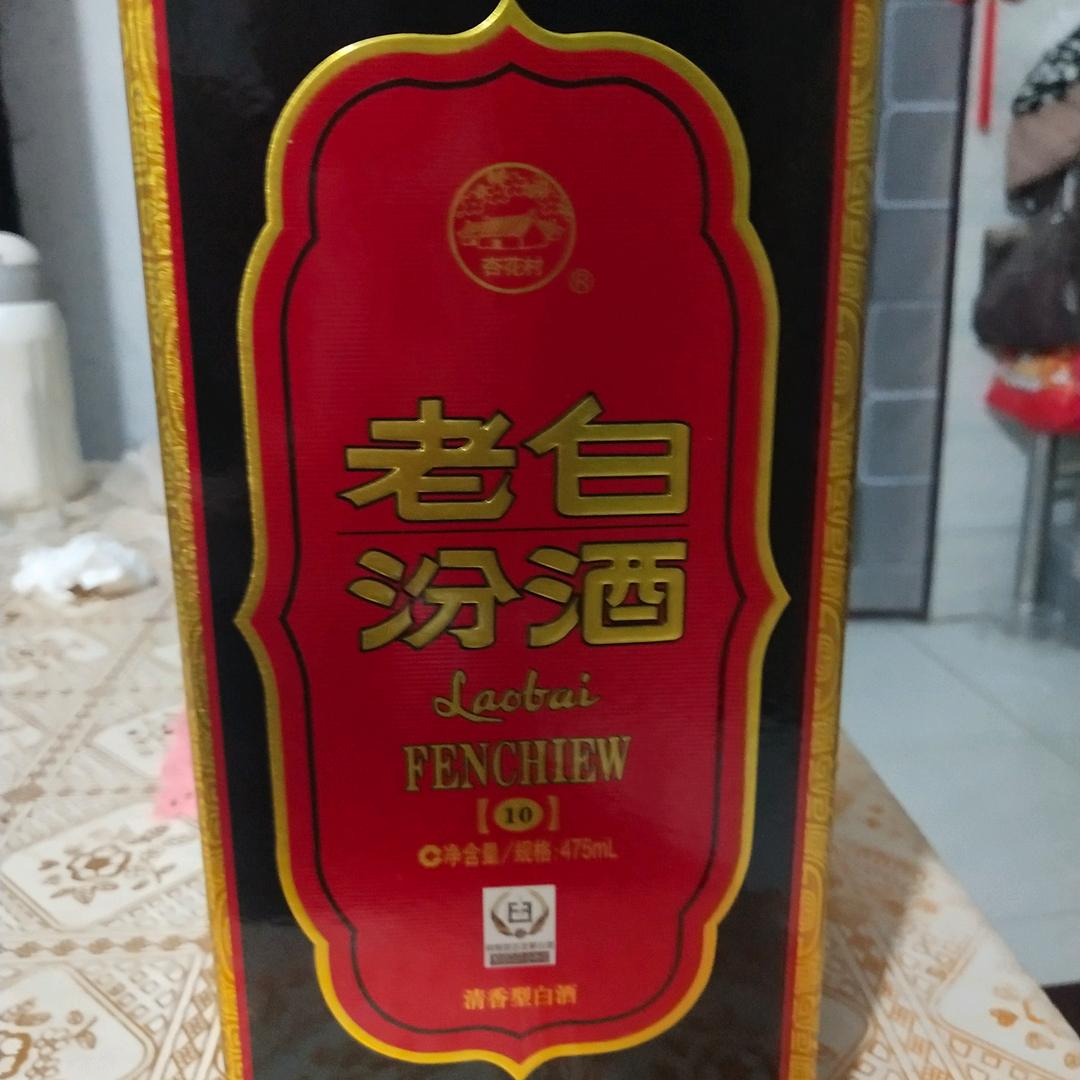 杏花村
®
老白
汾酒
Laobai
FENCHIEW
【10】
C净含量/规格:475mL
清香型白酒